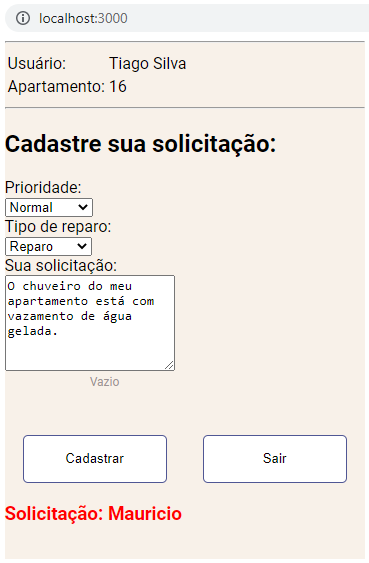 localhost:3000
Usuário: Tiago Silva
Apartamento: 16
Cadastre sua solicitação:
Prioridade:
Normal
Tipo de reparo:
Reparo
Sua solicitação:
O chuveiro do meu
apartamento está com
vazamento de água
gelada.
Vazio
Cadastrar Sair
Solicitação: Mauricio